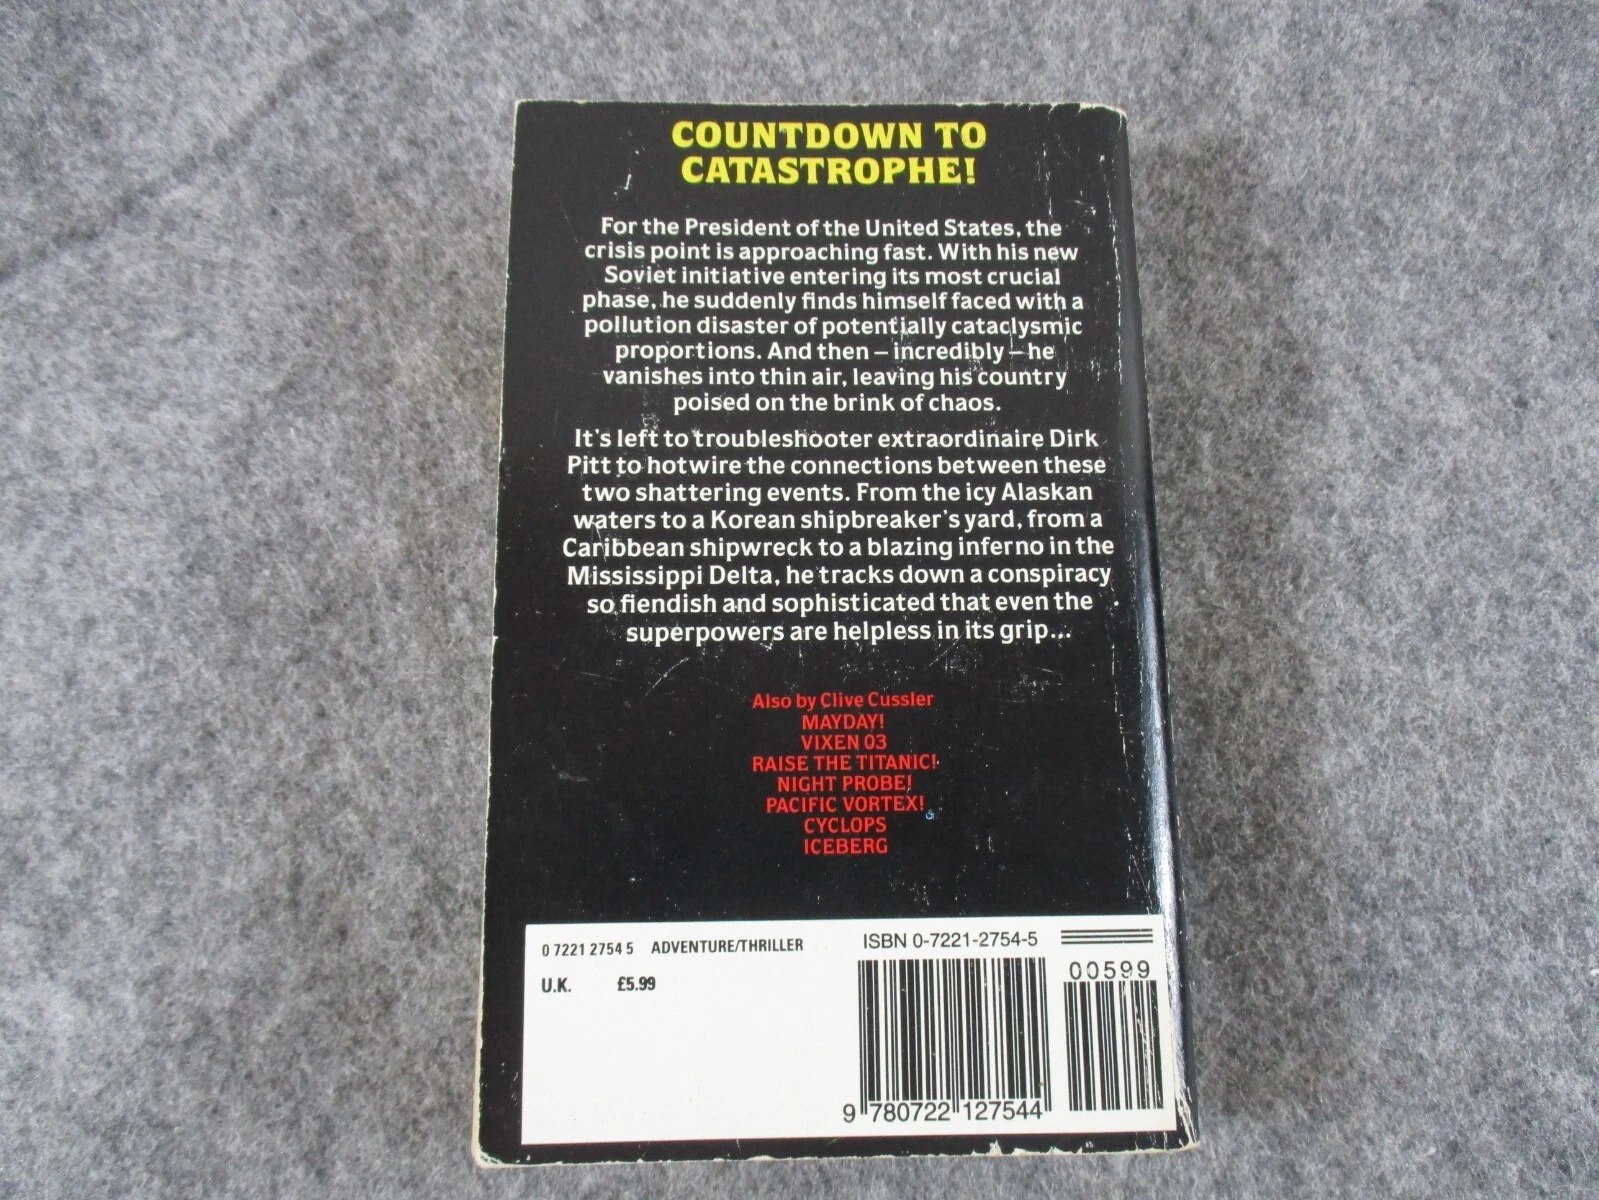 COUNTDOWN TO
CATASTROPHE!
For the President of the United States, the
crisis point is approaching fast. With his new
Soviet initiative entering its most crucial
phase, he suddenly finds himself faced with a
pollution disaster of potentially cataclysmic
proportions. And then – incredibly – he
vanishes into thin air, leaving his country
poised on the brink of chaos.
It's left to troubleshooter extraordinaire Dirk
Pitt to hotwire the connections between these
two shattering events. From the icy Alaskan
waters to a Korean shipbreaker's yard, from a
Caribbean shipwreck to a blazing inferno in the
Mississippi Delta, he tracks down a conspiracy
so fiendish and sophisticated that even the
superpowers are helpless in its grip...
Also by Clive Cussler
MAYDAY!
VIXEN 03
RAISE THE TITANIC!
NIGHT PROBE!
PACIFIC VORTEX!
CYCLOPS
ICEBERG
0 7221 2754 5 ADVENTURE/THRILLER
U.K. £5.99
ISBN 0-7221-2754-5
00599
9 780722 127544